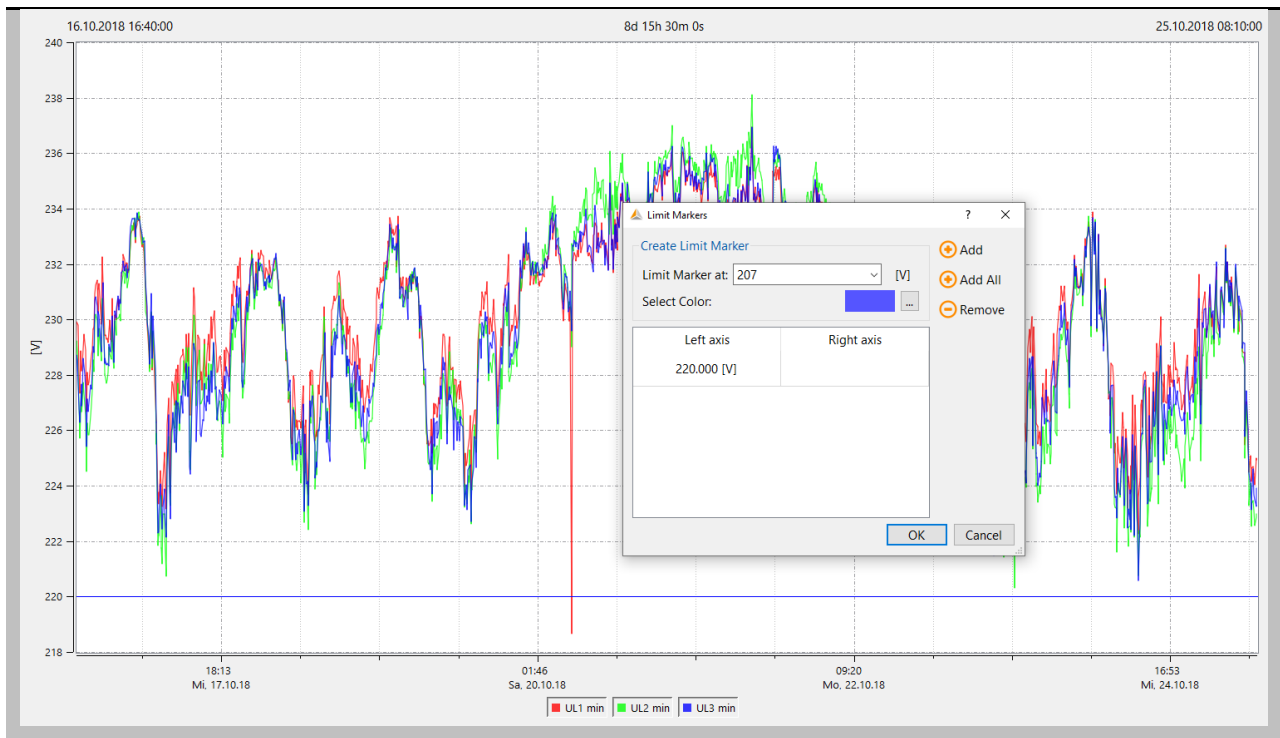 16.10.2018 16:40:00 8d 15h 30m 0s 25.10.2018 08:10:00
240
238
236
234
232
230
228
226
224
222
220
218
[V]
Limit Markers ? ×
Create Limit Marker
Limit Marker at: 207 [V]
Select Color: ...
Add
Add All
Remove
Left axis Right axis
220.000 [V]
OK Cancel
18:13 01:46 09:20 16:53
Mi, 17.10.18 Sa, 20.10.18 Mo, 22.10.18 Mi, 24.10.18
UL1 min UL2 min UL3 min